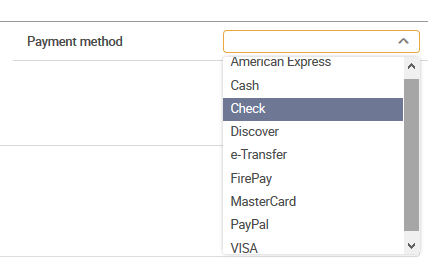 Payment method
American Express
Cash
Check
Discover
e-Transfer
FirePay
MasterCard
PayPal
VISA